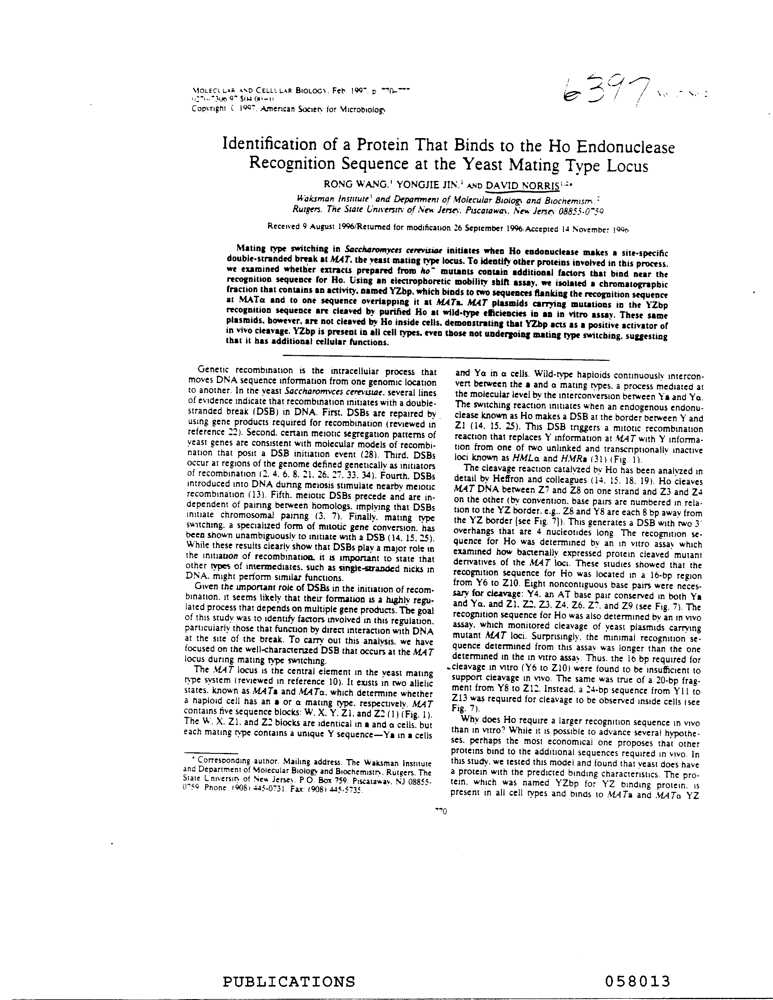 MOLECULAR AND CELLULAR BIOLOGY, Feb. 1997, p. 770–777
Copyright © 1997, American Society for Microbiology
6397
Identification of a Protein That Binds to the Ho Endonuclease
Recognition Sequence at the Yeast Mating Type Locus
RONG WANG,¹ YONGJIE JIN,² AND DAVID NORRIS¹,²*
Waksman Institute¹ and Department of Molecular Biology and Biochemistry,²
Rutgers, The State University of New Jersey, Piscataway, New Jersey 08855-0759
Received 9 August 1996/Returned for modification 26 September 1996/Accepted 14 November 1996
Mating type switching in Saccharomyces cerevisiae initiates when Ho endonuclease makes a site-specific
double-stranded break at MAT, the yeast mating type locus. To identify other proteins involved in this process,
we examined whether extracts prepared from ho⁻ mutants contain additional factors that bind near the
recognition sequence for Ho. Using an electrophoretic mobility shift assay, we isolated a chromatographic
fraction that contains an activity, named YZbp, which binds to two sequences flanking the recognition sequence
at MATα and to one sequence overlapping it at MATa. MAT plasmids carrying mutations in the YZbp
recognition sequence are cleaved by purified Ho at wild-type efficiencies in an in vitro assay. These same
plasmids, however, are not cleaved by Ho inside cells, demonstrating that YZbp acts as a positive activator of
in vivo cleavage. YZbp is present in all cell types, even those not undergoing mating type switching, suggesting
that it has additional cellular functions.
Genetic recombination is the intracellular process that
moves DNA sequence information from one genomic location
to another. In the yeast Saccharomyces cerevisiae, several lines
of evidence indicate that recombination initiates with a double-
stranded break (DSB) in DNA. First, DSBs are repaired by
using gene products required for recombination (reviewed in
reference 22). Second, certain meiotic segregation patterns of
yeast genes are consistent with molecular models of recombi-
nation that posit a DSB initiation event (28). Third, DSBs
occur at regions of the genome defined genetically as initiators
of recombination (2, 4, 6, 8, 21, 26, 27, 33, 34). Fourth, DSBs
introduced into DNA during meiosis stimulate nearby meiotic
recombination (13). Fifth, meiotic DSBs precede and are in-
dependent of pairing between homologs, implying that DSBs
initiate chromosomal pairing (3, 7). Finally, mating type
switching, a specialized form of mitotic gene conversion, has
been shown unambiguously to initiate with a DSB (14, 15, 25).
While these results clearly show that DSBs play a major role in
the initiation of recombination, it is important to state that
other types of intermediates, such as single-stranded nicks in
DNA, might perform similar functions.
Given the important role of DSBs in the initiation of recom-
bination, it seems likely that their formation is a highly regu-
lated process that depends on multiple gene products. The goal
of this study was to identify factors involved in this regulation,
particularly those that function by direct interaction with DNA
at the site of the break. To carry out this analysis, we have
focused on the well-characterized DSB that occurs at the MAT
locus during mating type switching.
The MAT locus is the central element in the yeast mating
type system (reviewed in reference 10). It exists in two allelic
states, known as MATa and MATα, which determine whether
a haploid cell has an a or α mating type, respectively. MAT
contains five sequence blocks: W, X, Y, Z1, and Z2 (1) (Fig. 1).
The W, X, Z1, and Z2 blocks are identical in a and α cells, but
each mating type contains a unique Y sequence—Ya in a cells
* Corresponding author. Mailing address: The Waksman Institute
and Department of Molecular Biology and Biochemistry, Rutgers, The
State University of New Jersey, P.O. Box 759, Piscataway, NJ 08855-
0759. Phone: (908) 445-0731. Fax: (908) 445-5735.
and Yα in α cells. Wild-type haploids continuously intercon-
vert between the a and α mating types, a process mediated at
the molecular level by the interconversion between Ya and Yα.
The switching reaction initiates when an endogenous endonu-
clease known as Ho makes a DSB at the border between Y and
Z1 (14, 15, 25). This DSB triggers a mitotic recombination
reaction that replaces Y information at MAT with Y informa-
tion from one of two unlinked and transcriptionally inactive
loci known as HMLα and HMRa (31) (Fig. 1).
The cleavage reaction catalyzed by Ho has been analyzed in
detail by Heffron and colleagues (14, 15, 18, 19). Ho cleaves
MAT DNA between Z7 and Z8 on one strand and Z3 and Z4
on the other (by convention, base pairs are numbered in rela-
tion to the YZ border, e.g., Z8 and Y8 are each 8 bp away from
the YZ border [see Fig. 7]). This generates a DSB with two 3'
overhangs that are 4 nucleotides long. The recognition se-
quence for Ho was determined by an in vitro assay which
examined how bacterially expressed protein cleaved mutant
derivatives of the MAT loci. These studies showed that the
recognition sequence for Ho was located in a 16-bp region
from Y6 to Z10. Eight noncontiguous base pairs were neces-
sary for cleavage: Y4, an AT base pair conserved in both Ya
and Yα, and Z1, Z2, Z3, Z4, Z6, Z7, and Z9 (see Fig. 7). The
recognition sequence for Ho was also determined by an in vivo
assay, which monitored cleavage of yeast plasmids carrying
mutant MAT loci. Surprisingly, the minimal recognition se-
quence determined from this assay was longer than the one
determined in the in vitro assay. Thus, the 16 bp required for
cleavage in vitro (Y6 to Z10) were found to be insufficient to
support cleavage in vivo. The same was true of a 20-bp frag-
ment from Y8 to Z12. Instead, a 24-bp sequence from Y11 to
Z13 was required for cleavage to be observed inside cells (see
Fig. 7).
Why does Ho require a larger recognition sequence in vivo
than in vitro? While it is possible to advance several hypothe-
ses, perhaps the most economical one proposes that other
proteins bind to the additional sequences required in vivo. In
this study, we tested this model and found that yeast does have
a protein with the predicted binding characteristics. The pro-
tein, which was named YZbp for YZ binding protein, is
present in all cell types and binds to MATa and MATα YZ
770
PUBLICATIONS 058013